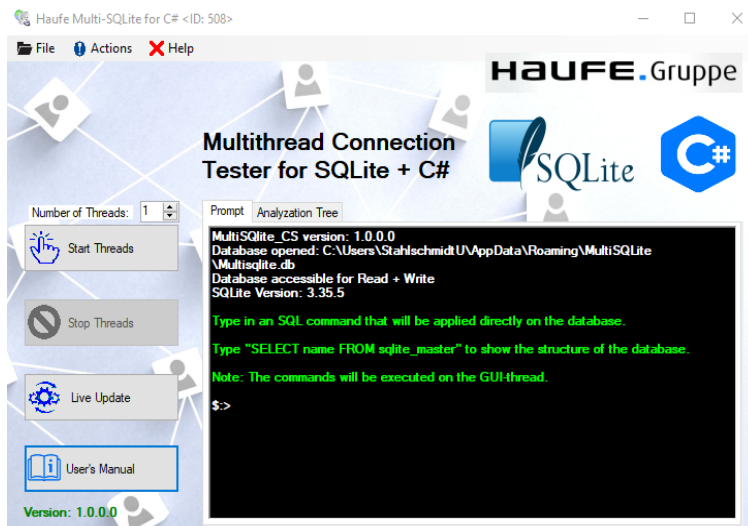 Haufe Multi-SQLite for C# <ID: 508>
File Actions Help
HAUFE.Gruppe
Multithread Connection
Tester for SQLite + C#
SQLite
C#
Number of Threads: 1
Prompt Analyzation Tree
Start Threads
Stop Threads
Live Update
User's Manual
Version: 1.0.0.0
MultiSQlite_CS version: 1.0.0.0
Database opened: C:\Users\StahlschmidtU\AppData\Roaming\MultiSQLite
\Multisqlite.db
Database accessible for Read + Write
SQLite Version: 3.35.5
Type in an SQL command that will be applied directly on the database.
Type "SELECT name FROM sqlite_master" to show the structure of the database.
Note: The commands will be executed on the GUI-thread.
$:>